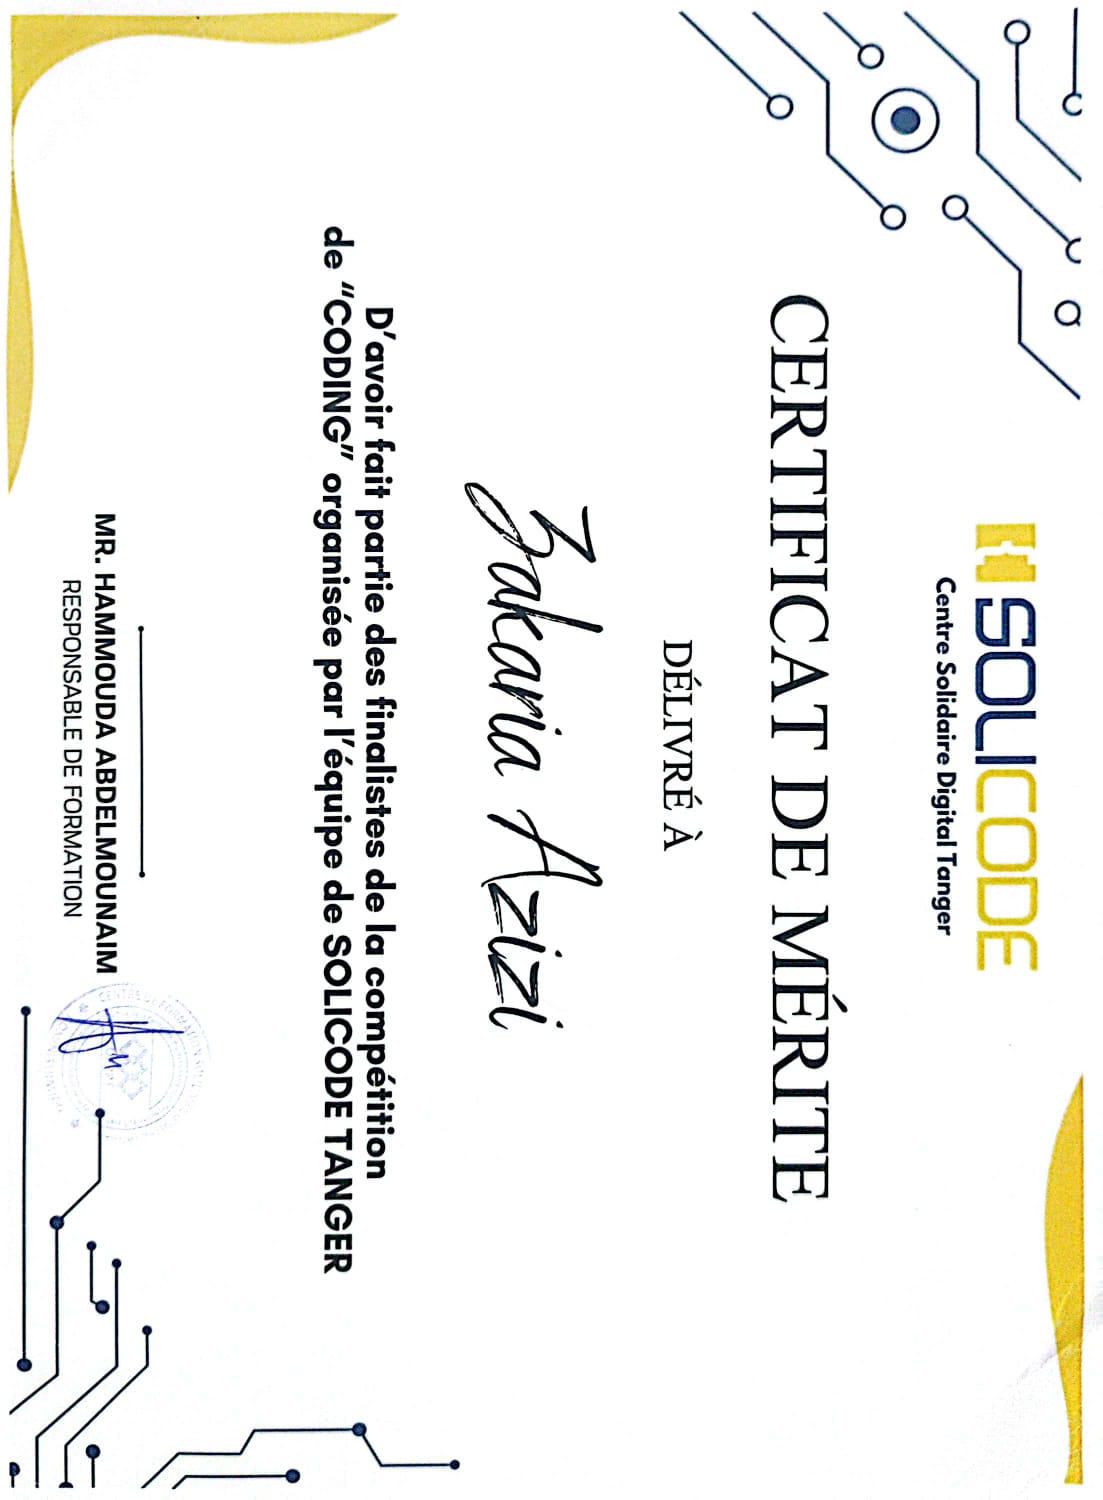 SOLICODE
Centre Solidaire Digital Tanger
CERTIFICAT DE MÉRITE
DÉLIVRÉ À
Zakaria Azizi
D’avoir fait partie des finalistes de la compétition
de “CODING” organisée par l’équipe de SOLICODE TANGER
MR. HAMMOUDA ABDELMOUNAIM
RESPONSABLE DE FORMATION